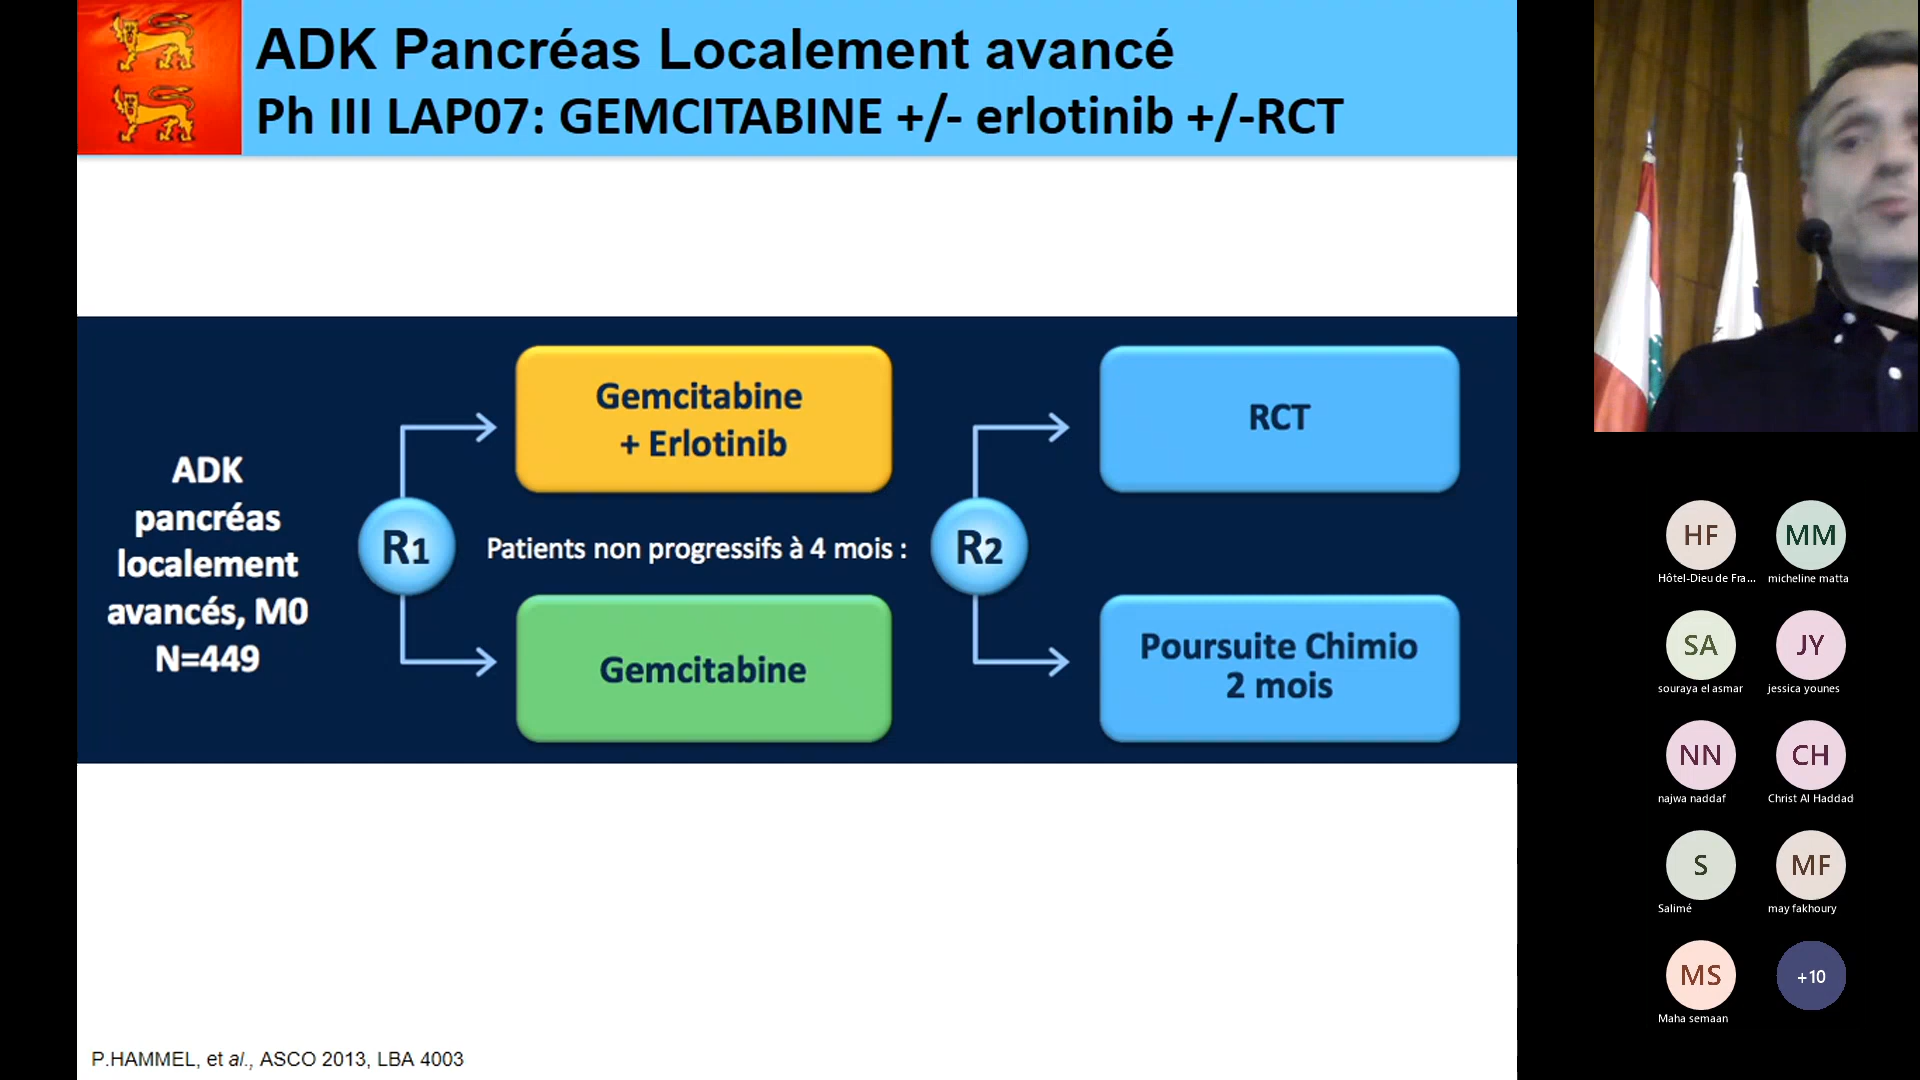 ADK Pancréas Localement avancé
Ph III LAP07: GEMCITABINE +/- erlotinib +/-RCT
ADK
pancréas
localement
avancés, M0
N=449
R1
Gemcitabine
+ Erlotinib
Patients non progressifs à 4 mois :
Gemcitabine
R2
RCT
Poursuite Chimio
2 mois
P.HAMMEL, et al., ASCO 2013, LBA 4003
HF
Hôtel-Dieu de Fra...
MM
micheline matta
SA
souraya el asmar
JY
jessica younes
NN
najwa naddaf
CH
Christ Al Haddad
S
Salimé
MF
may fakhoury
MS
Maha semaan
+10